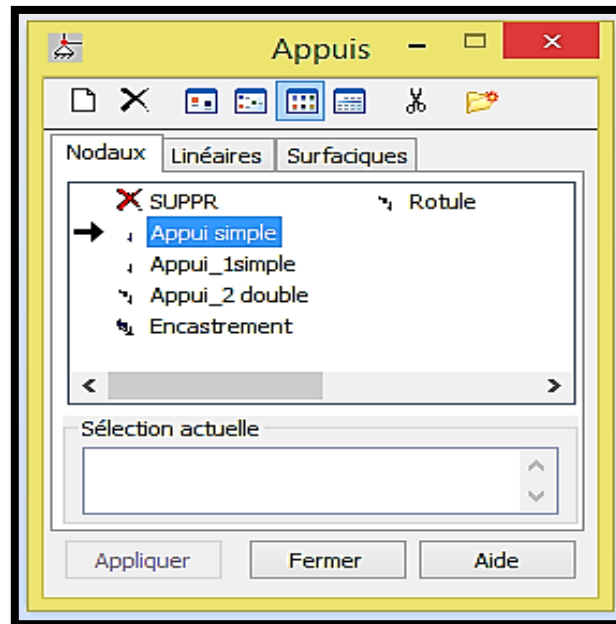 Appuis
Nodaux Linéaires Surfaciques
SUPPR Rotule
Appui simple
Appui_1simple
Appui_2 double
Encastrement
Sélection actuelle
Appliquer Fermer Aide